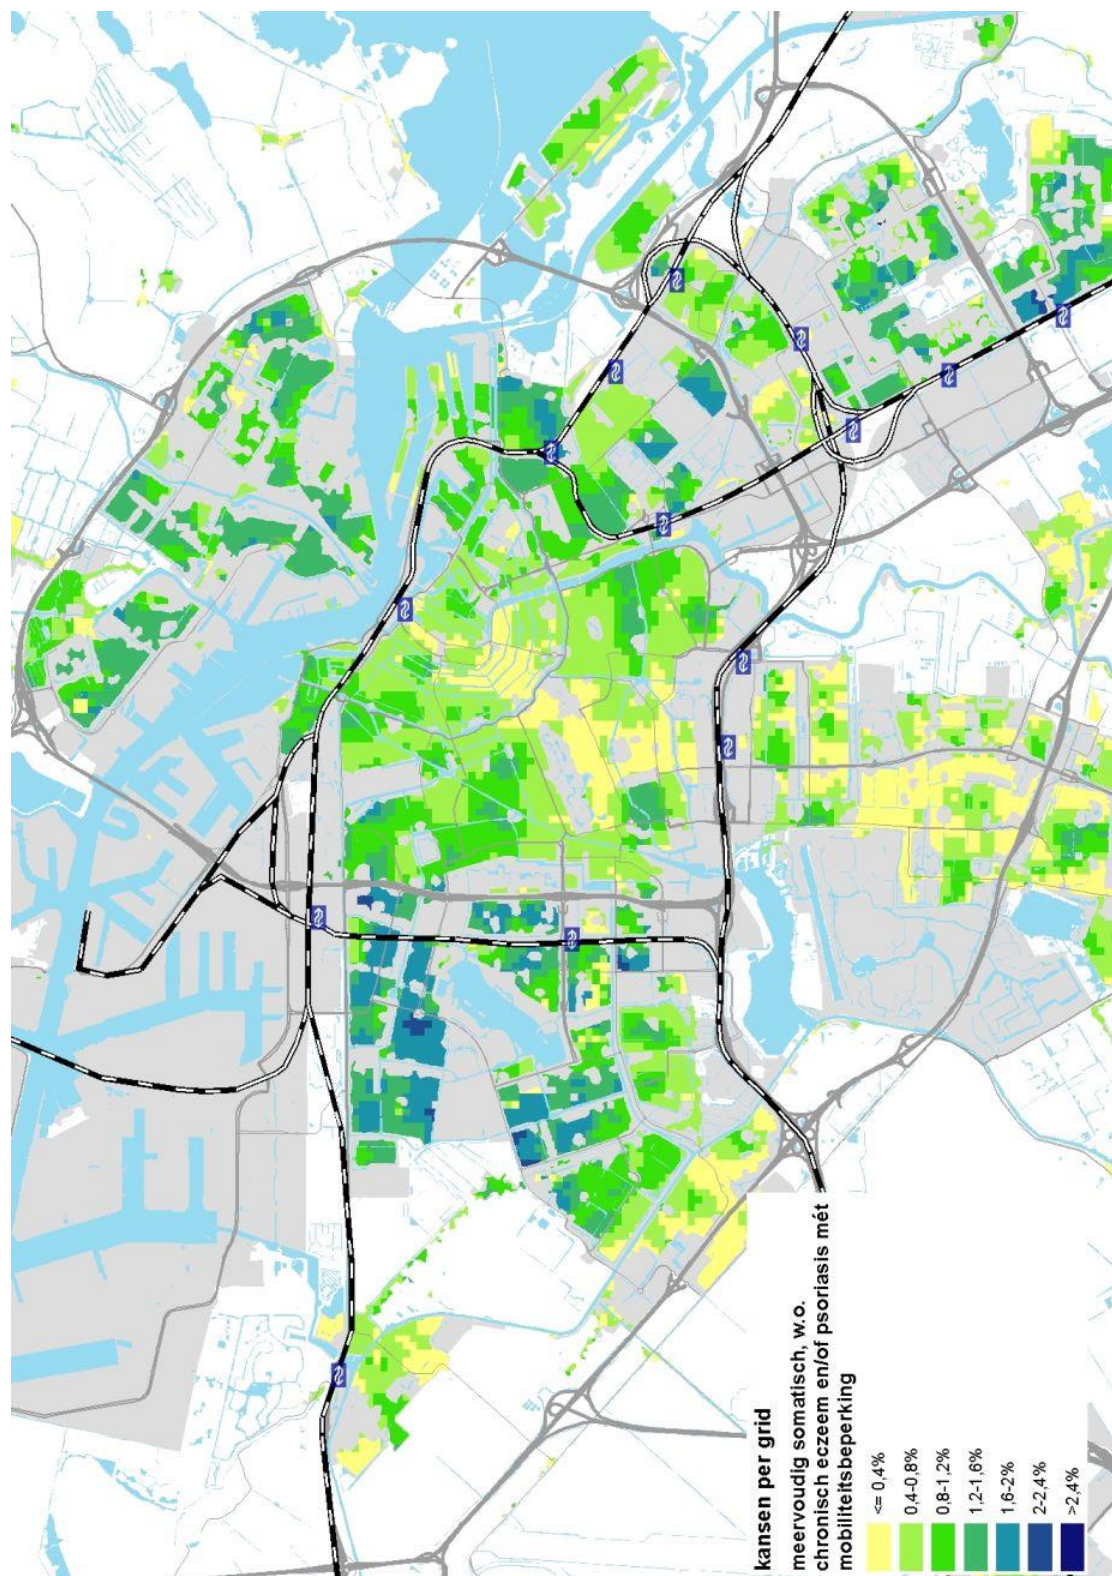 kansen per grid
meervoudig somatisch, w.o.
chronisch eczeem en/of psoriasis mét
mobiliteitsbeperking
<= 0,4%
0,4-0,8%
0,8-1,2%
1,2-1,6%
1,6-2%
2-2,4%
>2,4%